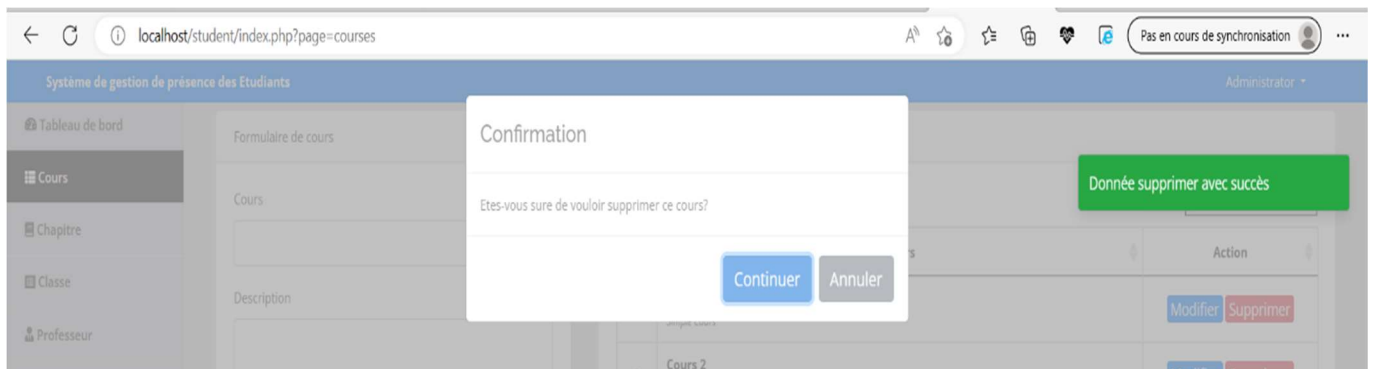 localhost/student/index.php?page=courses
Pas en cours de synchronisation
Système de gestion de présence des Etudiants
Administrator
Tableau de bord
Cours
Chapitre
Classe
Professeur
Formulaire de cours
Cours
Description
Confirmation
Etes-vous sure de vouloir supprimer ce cours?
Continuer Annuler
Donnée supprimer avec succès
Action
Modifier Supprimer
Cours 2